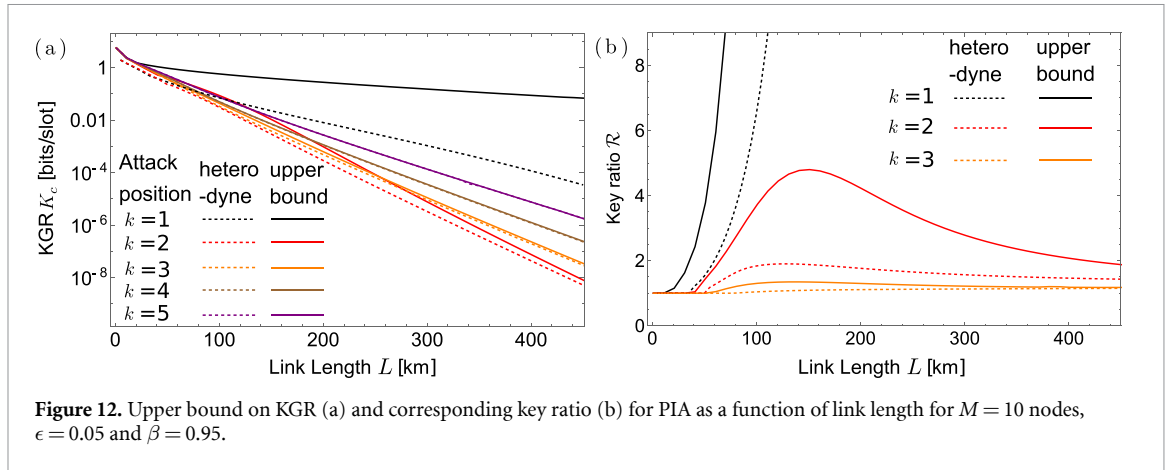 (a)
KGR K_c [bits/slot]
1
0.01
10^-4
10^-6
10^-8
Attack position
hetero-dyne
upper bound
k = 1
k = 2
k = 3
k = 4
k = 5
0 100 200 300 400
Link Length L [km]
(b)
Key ratio R
8
6
4
2
0
hetero-dyne
upper bound
k = 1
k = 2
k = 3
0 100 200 300 400
Link Length L [km]
Figure 12. Upper bound on KGR (a) and corresponding key ratio (b) for PIA as a function of link length for M = 10 nodes,
ϵ = 0.05 and β = 0.95.